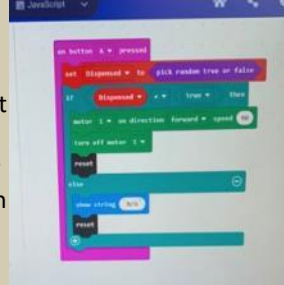 JavaScript
on button A pressed
set Dispensed to pick random true or false
if Dispensed = true then
motor 1 on direction forward speed
turn off motor 1
reset
else
show string
reset